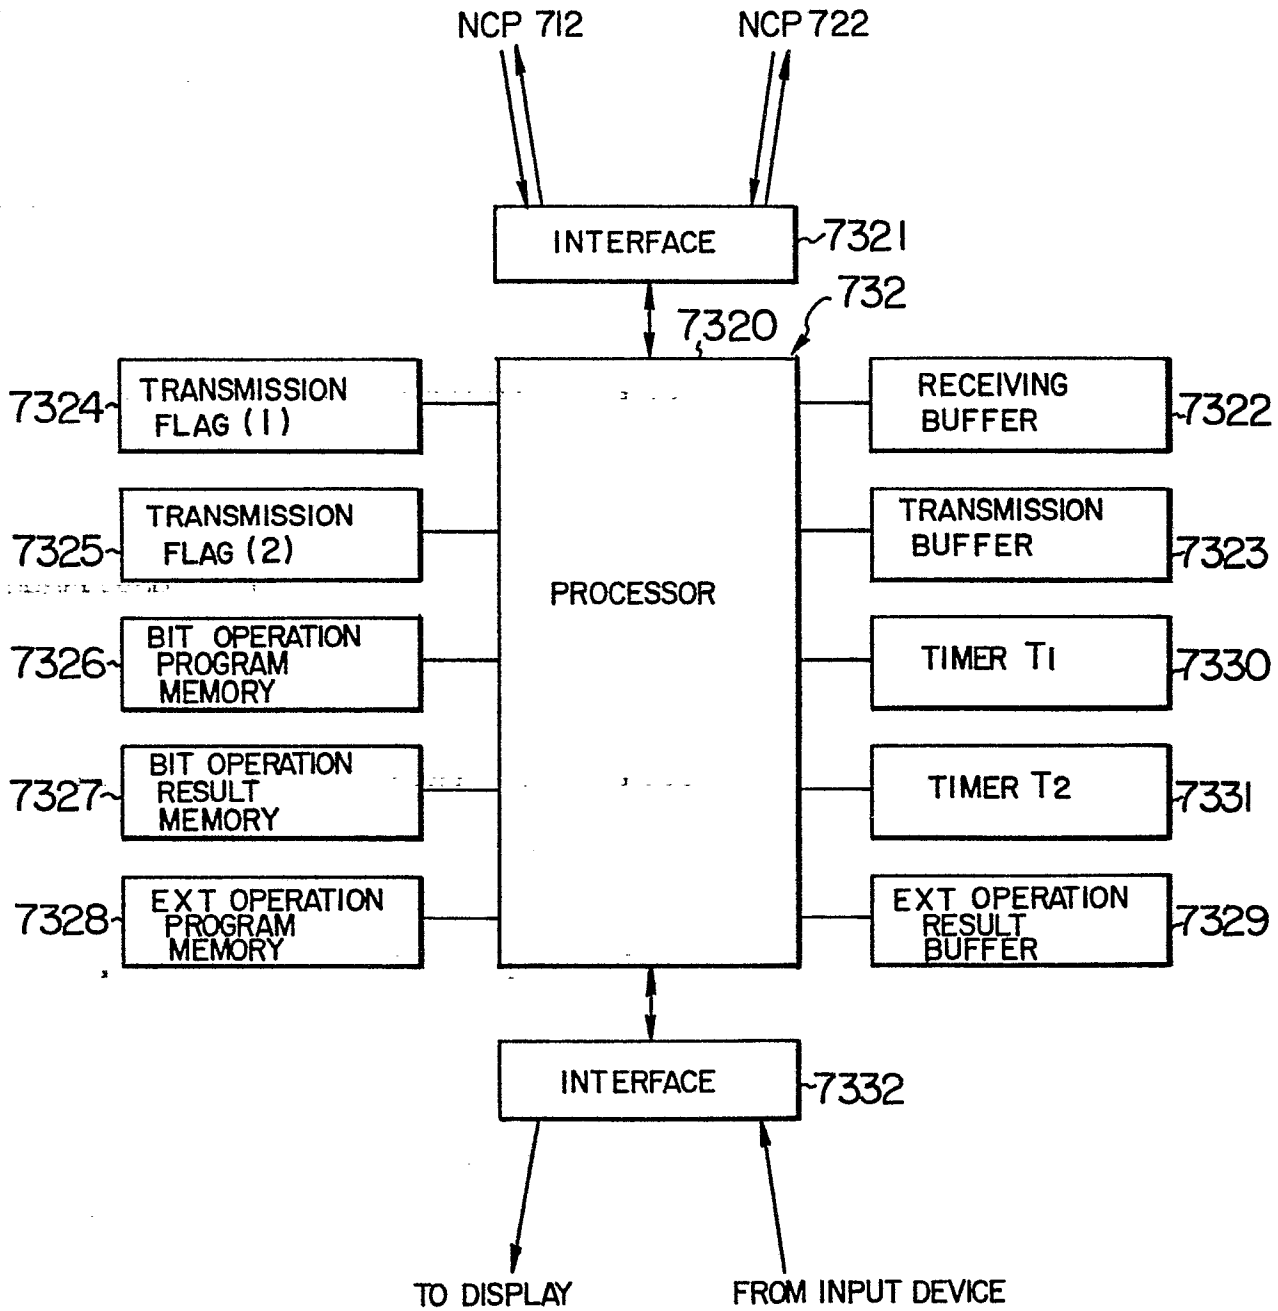 NCP 712
NCP 722
INTERFACE
7321
732
7320
7324
TRANSMISSION
FLAG (1)
RECEIVING
BUFFER
7322
7325
TRANSMISSION
FLAG (2)
TRANSMISSION
BUFFER
7323
PROCESSOR
7326
BIT OPERATION
PROGRAM
MEMORY
TIMER T1
7330
7327
BIT OPERATION
RESULT
MEMORY
TIMER T2
7331
7328
EXT OPERATION
PROGRAM
MEMORY
EXT OPERATION
RESULT
BUFFER
7329
INTERFACE
7332
TO DISPLAY
FROM INPUT DEVICE